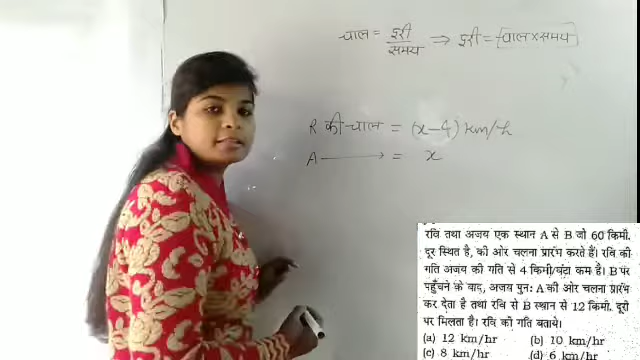 चाल = दूरी / समय ⇒ दूरी = चाल × समय
R की चाल = (x-4) km/h
A ⟶ = x
रवि तथा अजय एक स्थान A से B जो 60 किमी.
दूर स्थित है, की ओर चलना प्रारंभ करते हैं। रवि की
गति अजय की गति से 4 किमी/घंटा कम है। B पर
पहुँचने के बाद, अजय पुनः A की ओर चलना प्रारंभ
कर देता है तथा रवि से B स्थान से 12 किमी. दूरी
पर मिलता है। रवि की गति बताये।
(a) 12 km/hr (b) 10 km/hr
(c) 8 km/hr (d) 6 km/hr